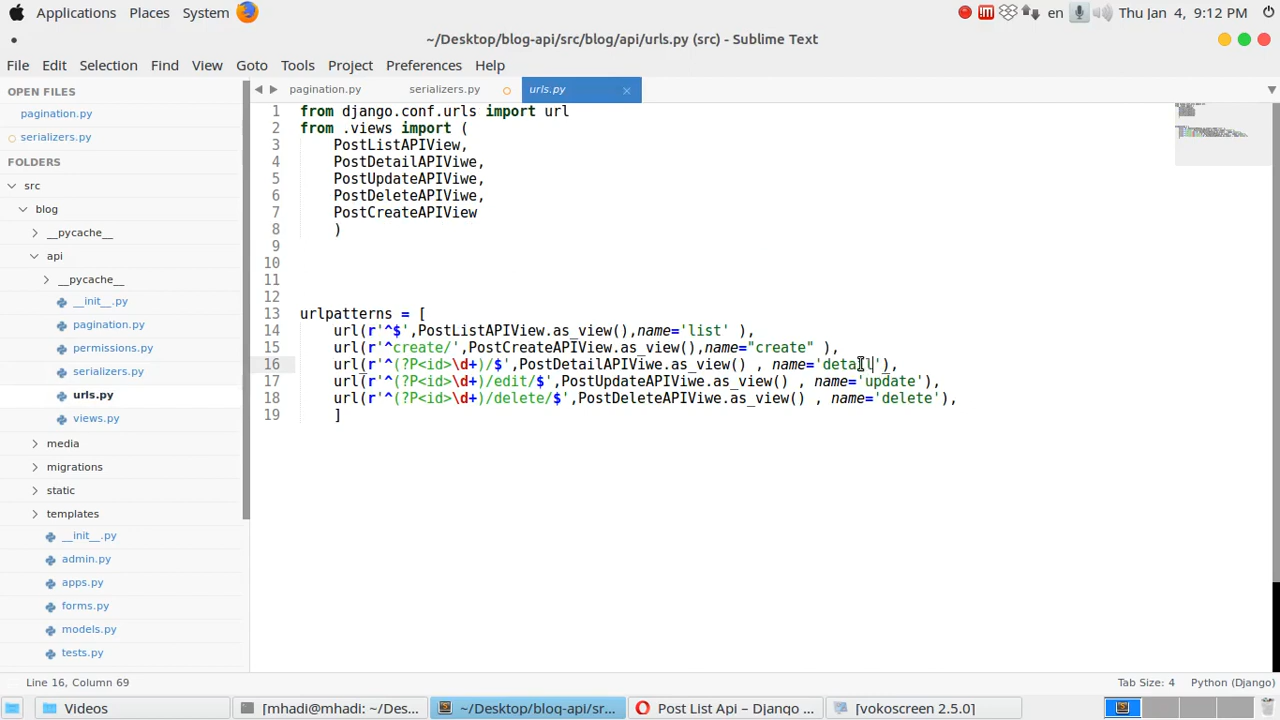 Applications Places System en Thu Jan 4, 9:12 PM
~/Desktop/blog-api/src/blog/api/urls.py (src) - Sublime Text
File Edit Selection Find View Goto Tools Project Preferences Help
OPEN FILES
pagination.py
serializers.py
FOLDERS
src
blog
__pycache__
api
__pycache__
__init__.py
pagination.py
permissions.py
serializers.py
urls.py
views.py
media
migrations
static
templates
__init__.py
admin.py
apps.py
forms.py
models.py
tests.py
pagination.py serializers.py urls.py
1 from django.conf.urls import url
2 from .views import (
3 PostListAPIView,
4 PostDetailAPIViwe,
5 PostUpdateAPIViwe,
6 PostDeleteAPIViwe,
7 PostCreateAPIView
8 )
9
10
11
12
13 urlpatterns = [
14 url(r'^$',PostListAPIView.as_view(),name='list' ),
15 url(r'^create/',PostCreateAPIView.as_view(),name="create" ),
16 url(r'^(?P<id>\d+)/$',PostDetailAPIViwe.as_view() , name='detail'),
17 url(r'^(?P<id>\d+)/edit/$',PostUpdateAPIViwe.as_view() , name='update'),
18 url(r'^(?P<id>\d+)/delete/$',PostDeleteAPIViwe.as_view() , name='delete'),
19 ]
Line 16, Column 69 Tab Size: 4 Python (Django)
Videos [mhadi@mhadi: ~/Des... ~/Desktop/blog-api/sr... Post List Api – Django ... [vokoscreen 2.5.0]